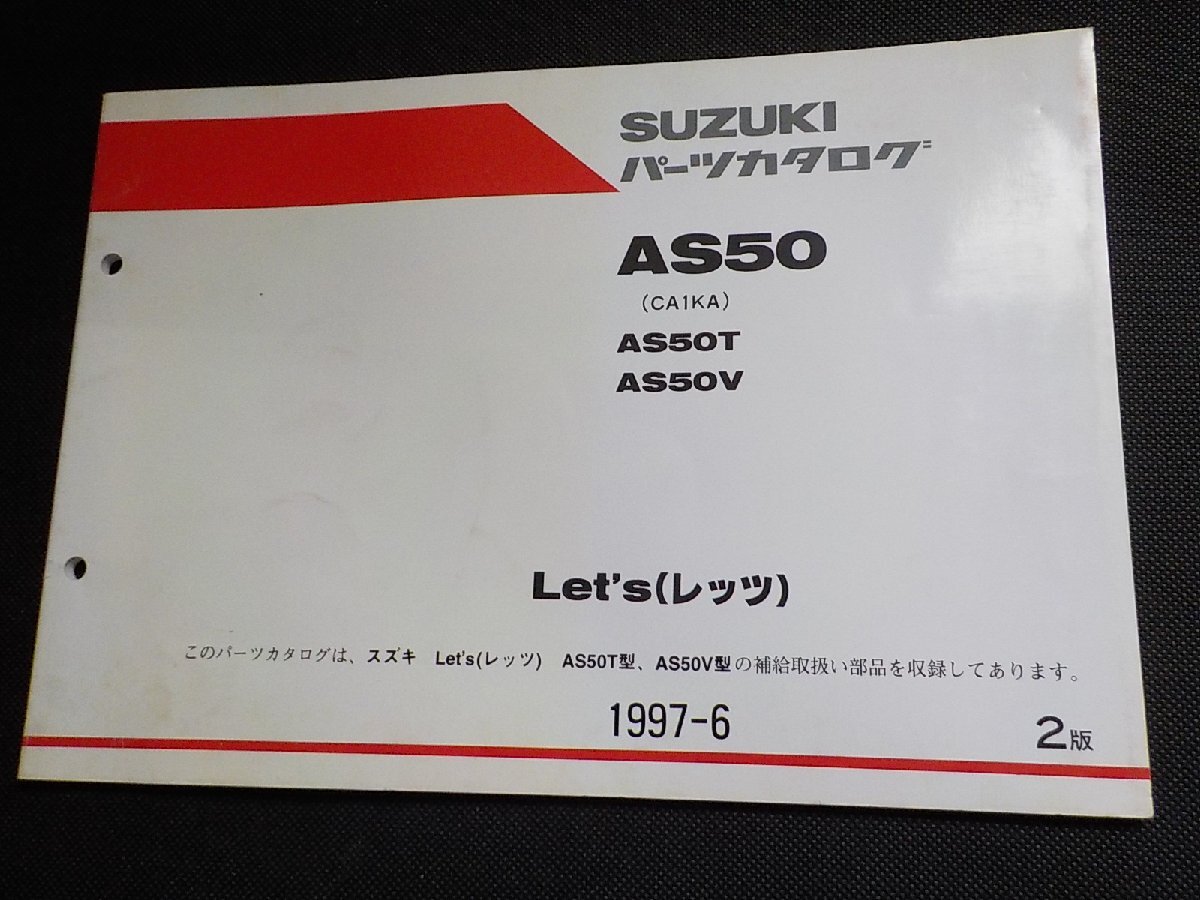 SUZUKI
パーツカタログ
AS50
(CA1KA)
AS50T
AS50V
Let's(レッツ)
このパーツカタログは、スズキ Let's(レッツ) AS50T型、AS50V型の補給取扱い部品を収録してあります。
1997-6
2版